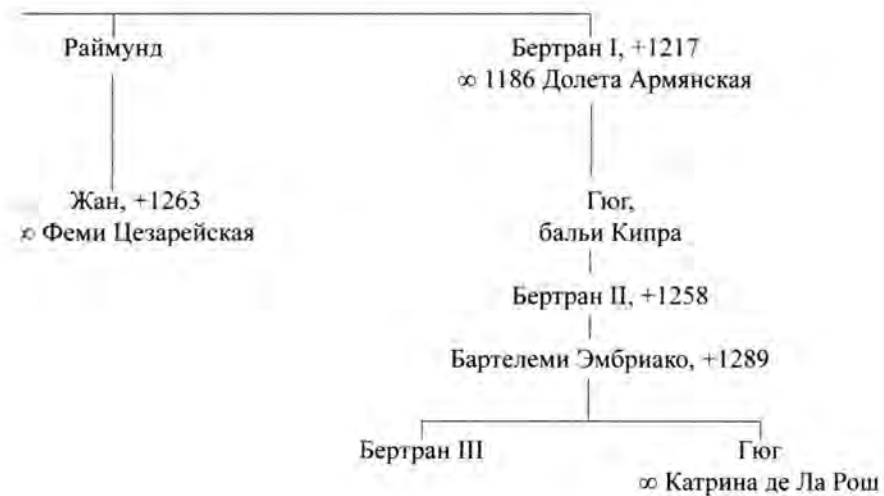 Раймунд
Бертран I, +1217
∞ 1186 Долета Армянская
Жан, +1263
∞ Феми Цезарейская
Гюг,
бальи Кипра
Бертран II, +1258
Бартелеми Эмбриако, +1289
Бертран III
Гюг
∞ Катрина де Ла Рош